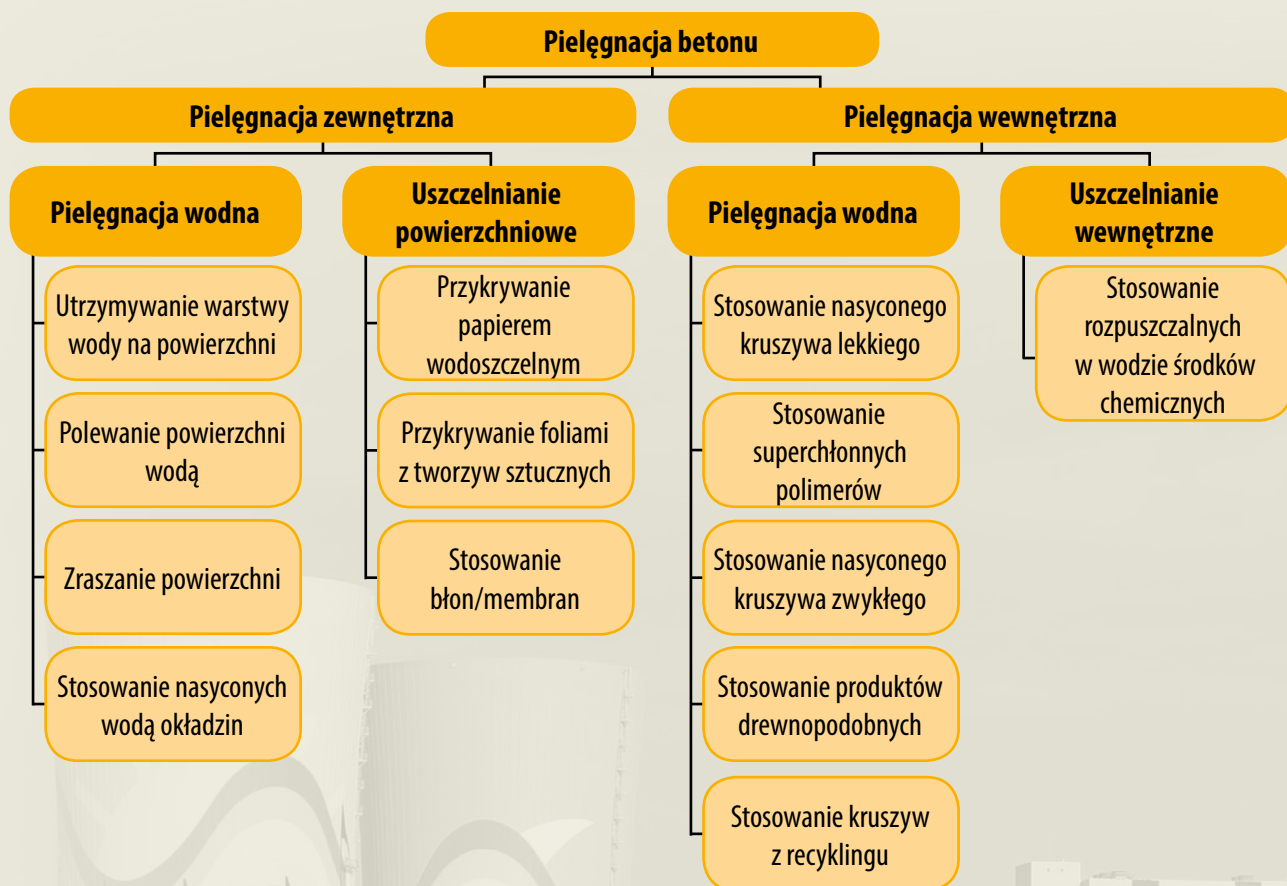 Pielęgnacja betonu
Pielęgnacja zewnętrzna
Pielęgnacja wewnętrzna
Pielęgnacja wodna
Uszczelnianie
powierzchniowe
Pielęgnacja wodna
Uszczelnianie
wewnętrzne
Utrzymywanie warstwy
wody na powierzchni
Polewanie powierzchni
wodą
Zraszanie powierzchni
Stosowanie nasyconych
wodą okładzin
Przykrywanie
papierem
wodoszczelnym
Przykrywanie foliami
z tworzyw sztucznych
Stosowanie
błon/membran
Stosowanie nasyconego
kruszywa lekkiego
Stosowanie
superchłonnych
polimerów
Stosowanie nasyconego
kruszywa zwykłego
Stosowanie produktów
drewnopodobnych
Stosowanie kruszyw
z recyklingu
Stosowanie
rozpuszczalnych
w wodzie środków
chemicznych